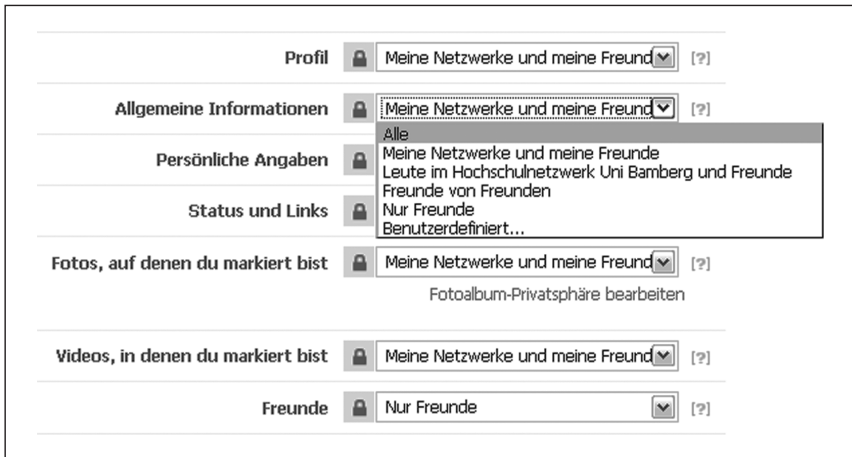 Profil Meine Netzwerke und meine Freund [?]
Allgemeine Informationen Meine Netzwerke und meine Freund [?]
Alle
Persönliche Angaben Meine Netzwerke und meine Freunde
Leute im Hochschulnetzwerk Uni Bamberg und Freunde
Freunde von Freunden
Status und Links Nur Freunde
Benutzerdefiniert...
Fotos, auf denen du markiert bist Meine Netzwerke und meine Freund [?]
Fotoalbum-Privatsphäre bearbeiten
Videos, in denen du markiert bist Meine Netzwerke und meine Freund [?]
Freunde Nur Freunde [?]